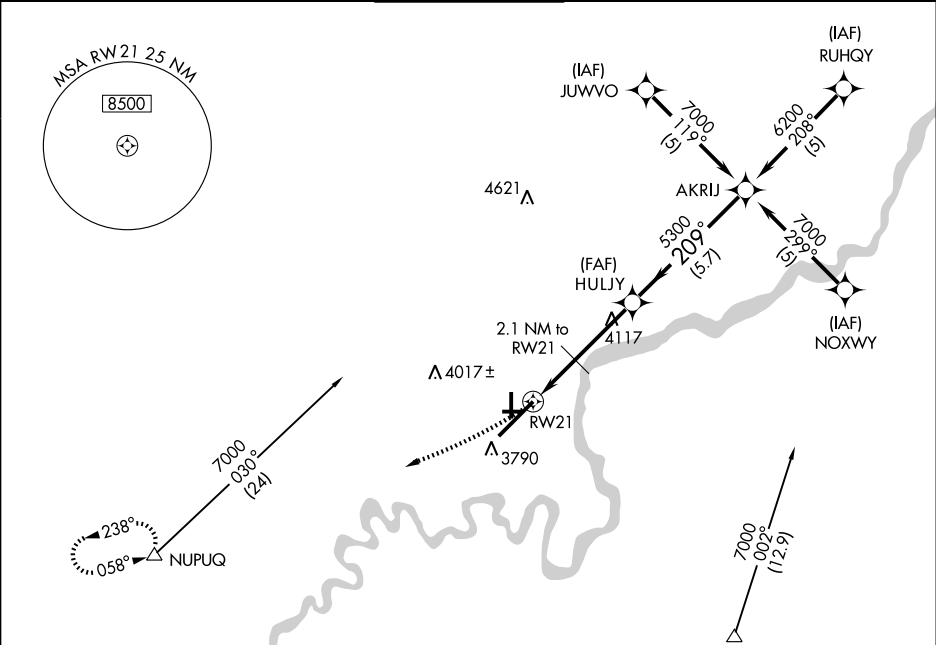 MSA RW21 25 NM
8500
(IAF)
JUWVO
(IAF)
RUHQY
7000
119°
(5)
6200
208°
(5)
4621
AKRIJ
5300
209°
(5.7)
7000
299°
(5)
(FAF)
HULJY
(IAF)
NOXWY
2.1 NM to
RW21
4117
4017±
RW21
3790
7000
030°
(24)
238°
058°
NUPUQ
7000
002°
(12.9)